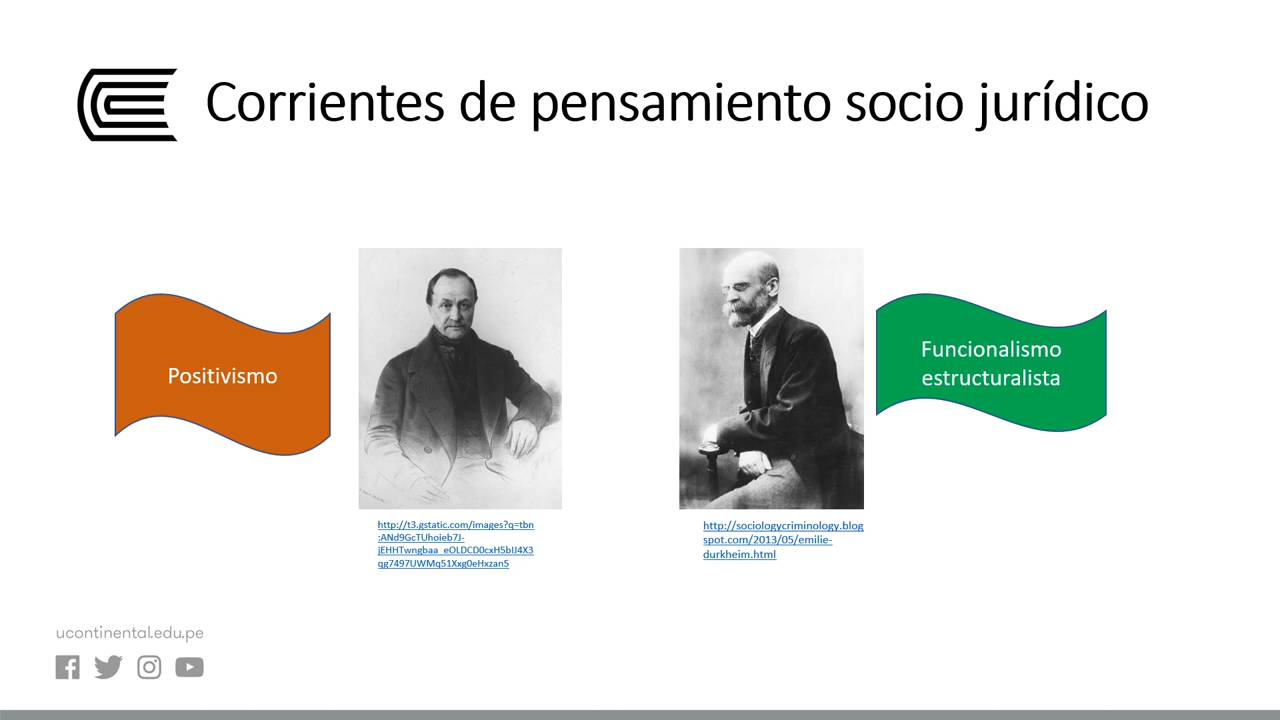 Corrientes de pensamiento socio jurídico
Positivismo
Funcionalismo
estructuralista
http://t3.gstatic.com/images?q=tbn
:ANd9GcTUhoieb7J-
jEHHTwngbaa_eOLDCD0cxH5bIJ4X3
qg7497UWMq51Xxg0eHxzan5
http://sociologycriminology.blog
spot.com/2013/05/emilie-
durkheim.html
ucontinental.edu.pe